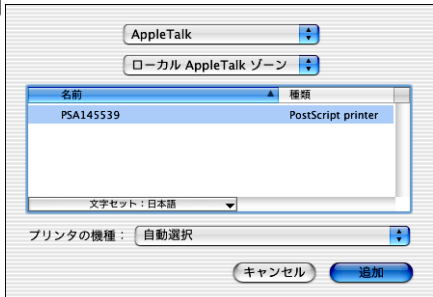 AppleTalk
ローカル AppleTalk ゾーン
名前 種類
PSA145539 PostScript printer
文字セット：日本語
プリンタの機種： 自動選択
キャンセル 追加